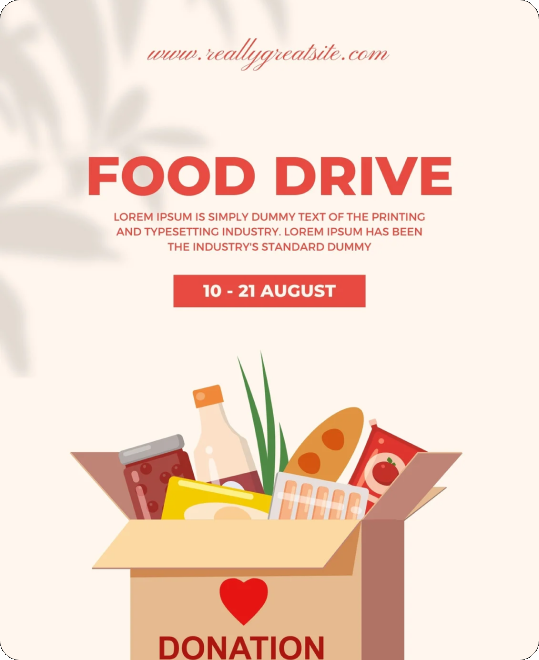 www.reallygreatsite.com
FOOD DRIVE
LOREM IPSUM IS SIMPLY DUMMY TEXT OF THE PRINTING
AND TYPESETTING INDUSTRY. LOREM IPSUM HAS BEEN
THE INDUSTRY'S STANDARD DUMMY
10 - 21 AUGUST
DONATION